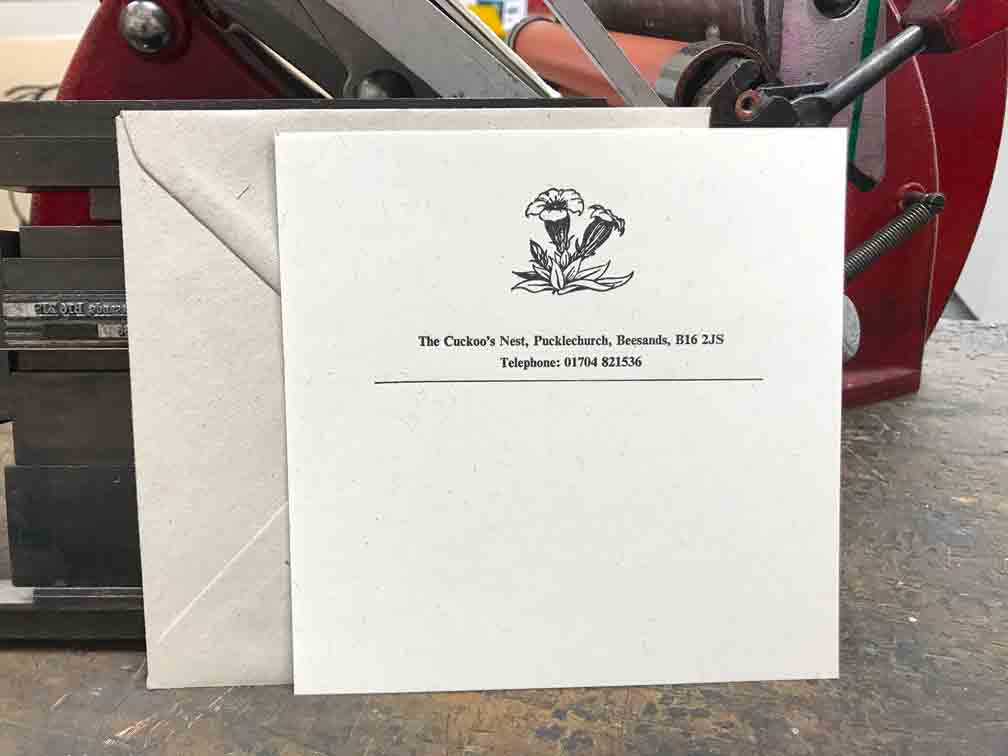 The Cuckoo's Nest, Pucklechurch, Beesands, B16 2JS
Telephone: 01704 821536